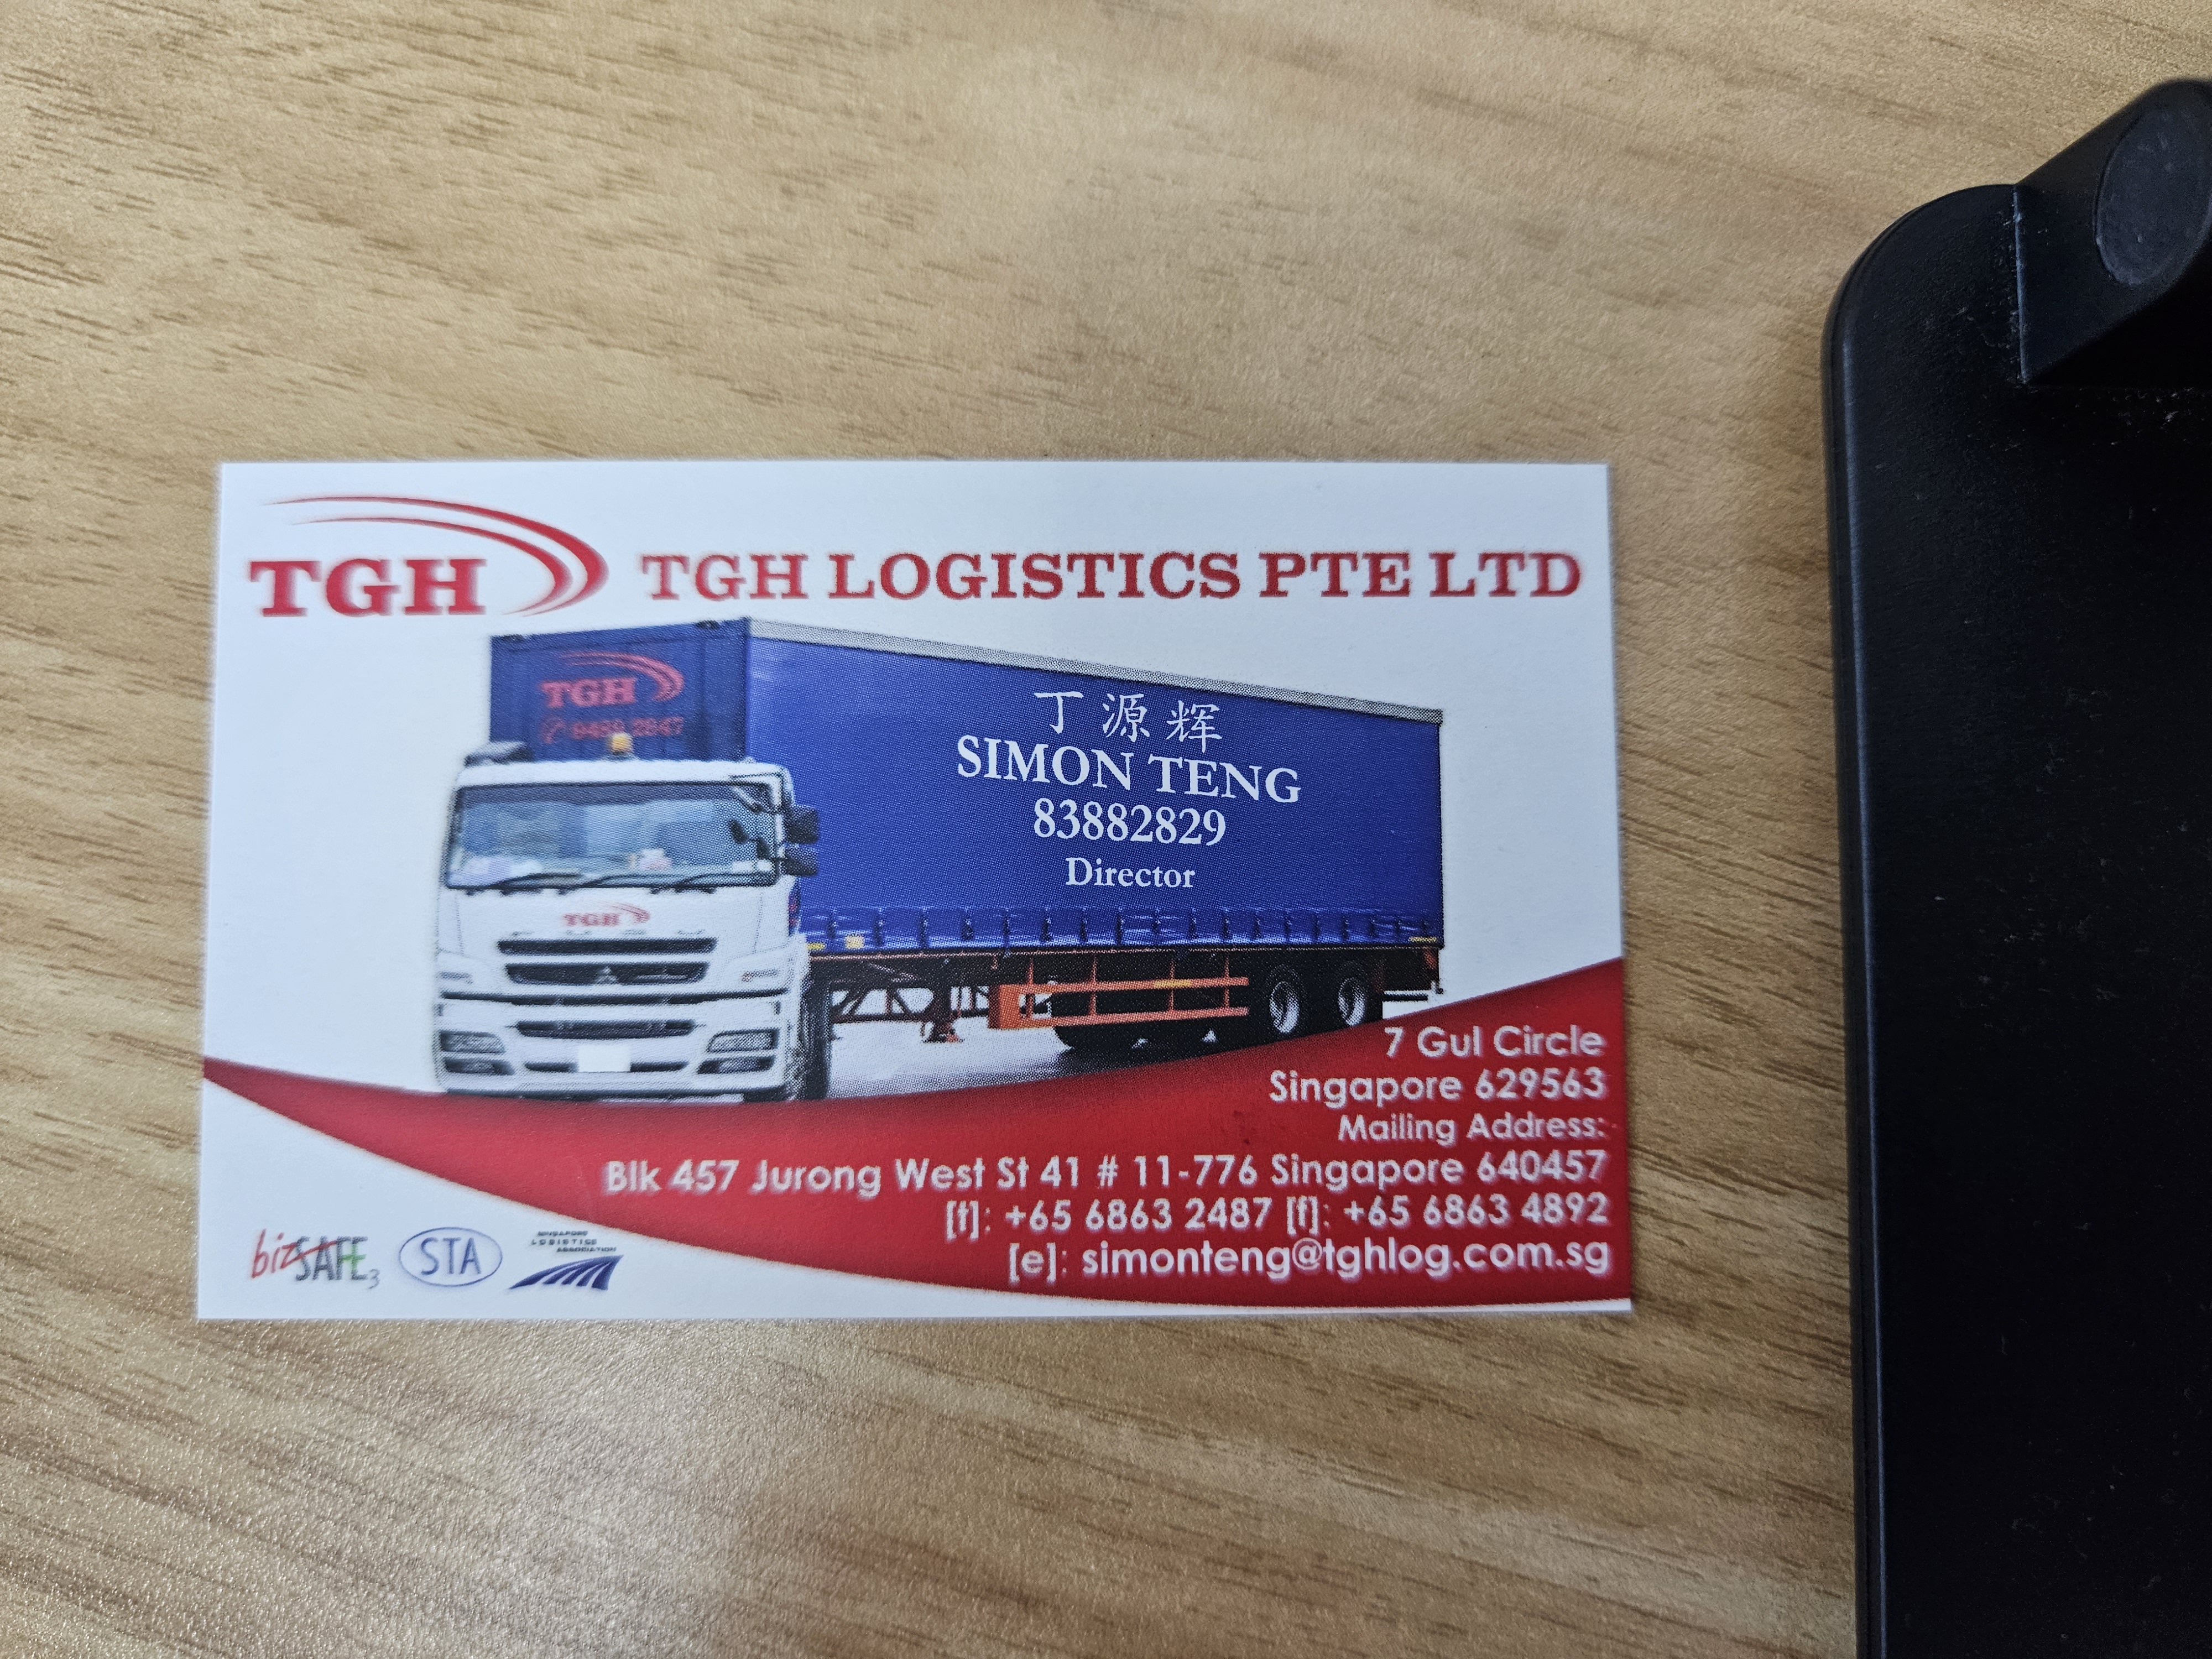 TGH
TGH LOGISTICS PTE LTD
TGH
丁源辉
SIMON TENG
83882829
Director
TGH
7 Gul Circle
Singapore 629563
Mailing Address:
Blk 457 Jurong West St 41 # 11-776 Singapore 640457
[t]: +65 6863 2487 [f]: +65 6863 4892
[e]: simonteng@tghlog.com.sg
bizSAFE3
STA
SINGAPORE
LOGISTICS
ASSOCIATION